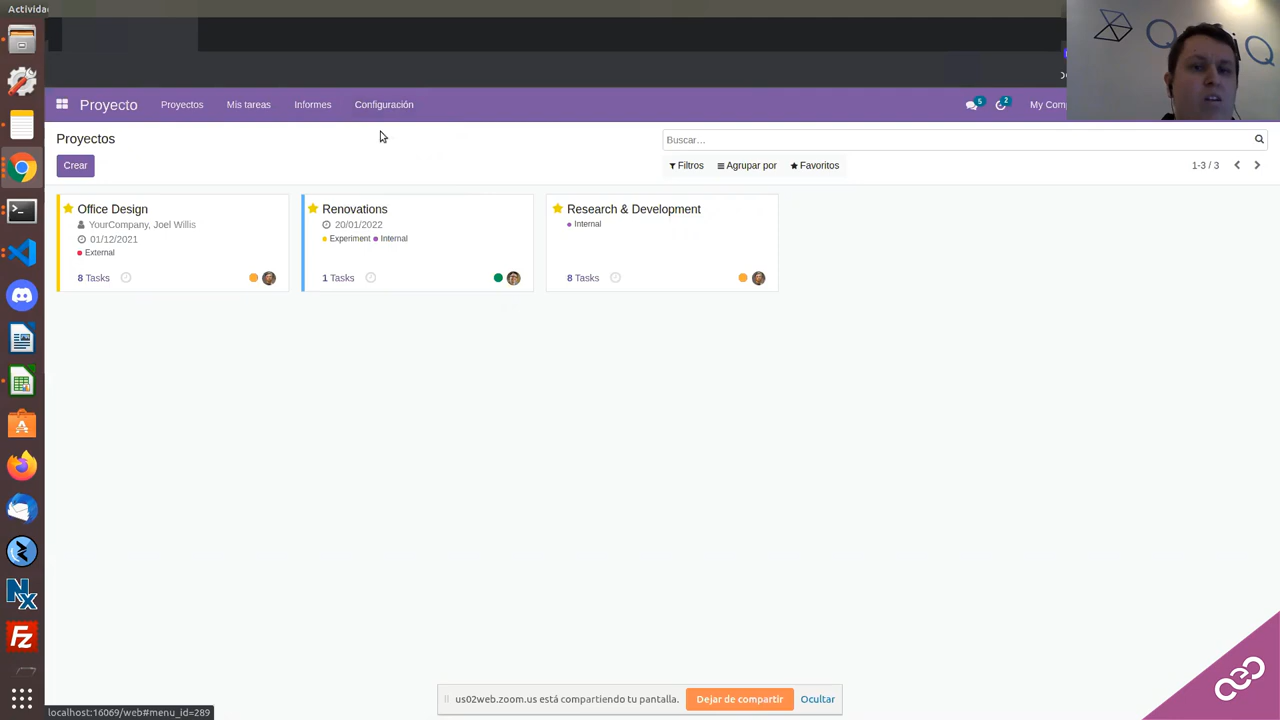 Actividad
Proyecto
Proyectos
Mis tareas
Informes
Configuración
5
2
My Comp
Proyectos
Buscar...
Crear
Filtros
Agrupar por
Favoritos
1-3 / 3
Office Design
YourCompany, Joel Willis
01/12/2021
External
8 Tasks
Renovations
20/01/2022
Experiment
Internal
1 Tasks
Research & Development
Internal
8 Tasks
us02web.zoom.us está compartiendo tu pantalla.
Dejar de compartir
Ocultar
localhost:16069/web#menu_id=289